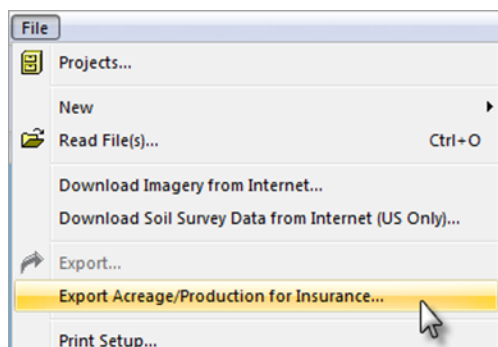 File
Projects...
New
Read File(s)... Ctrl+O
Download Imagery from Internet...
Download Soil Survey Data from Internet (US Only)...
Export...
Export Acreage/Production for Insurance...
Print Setup...